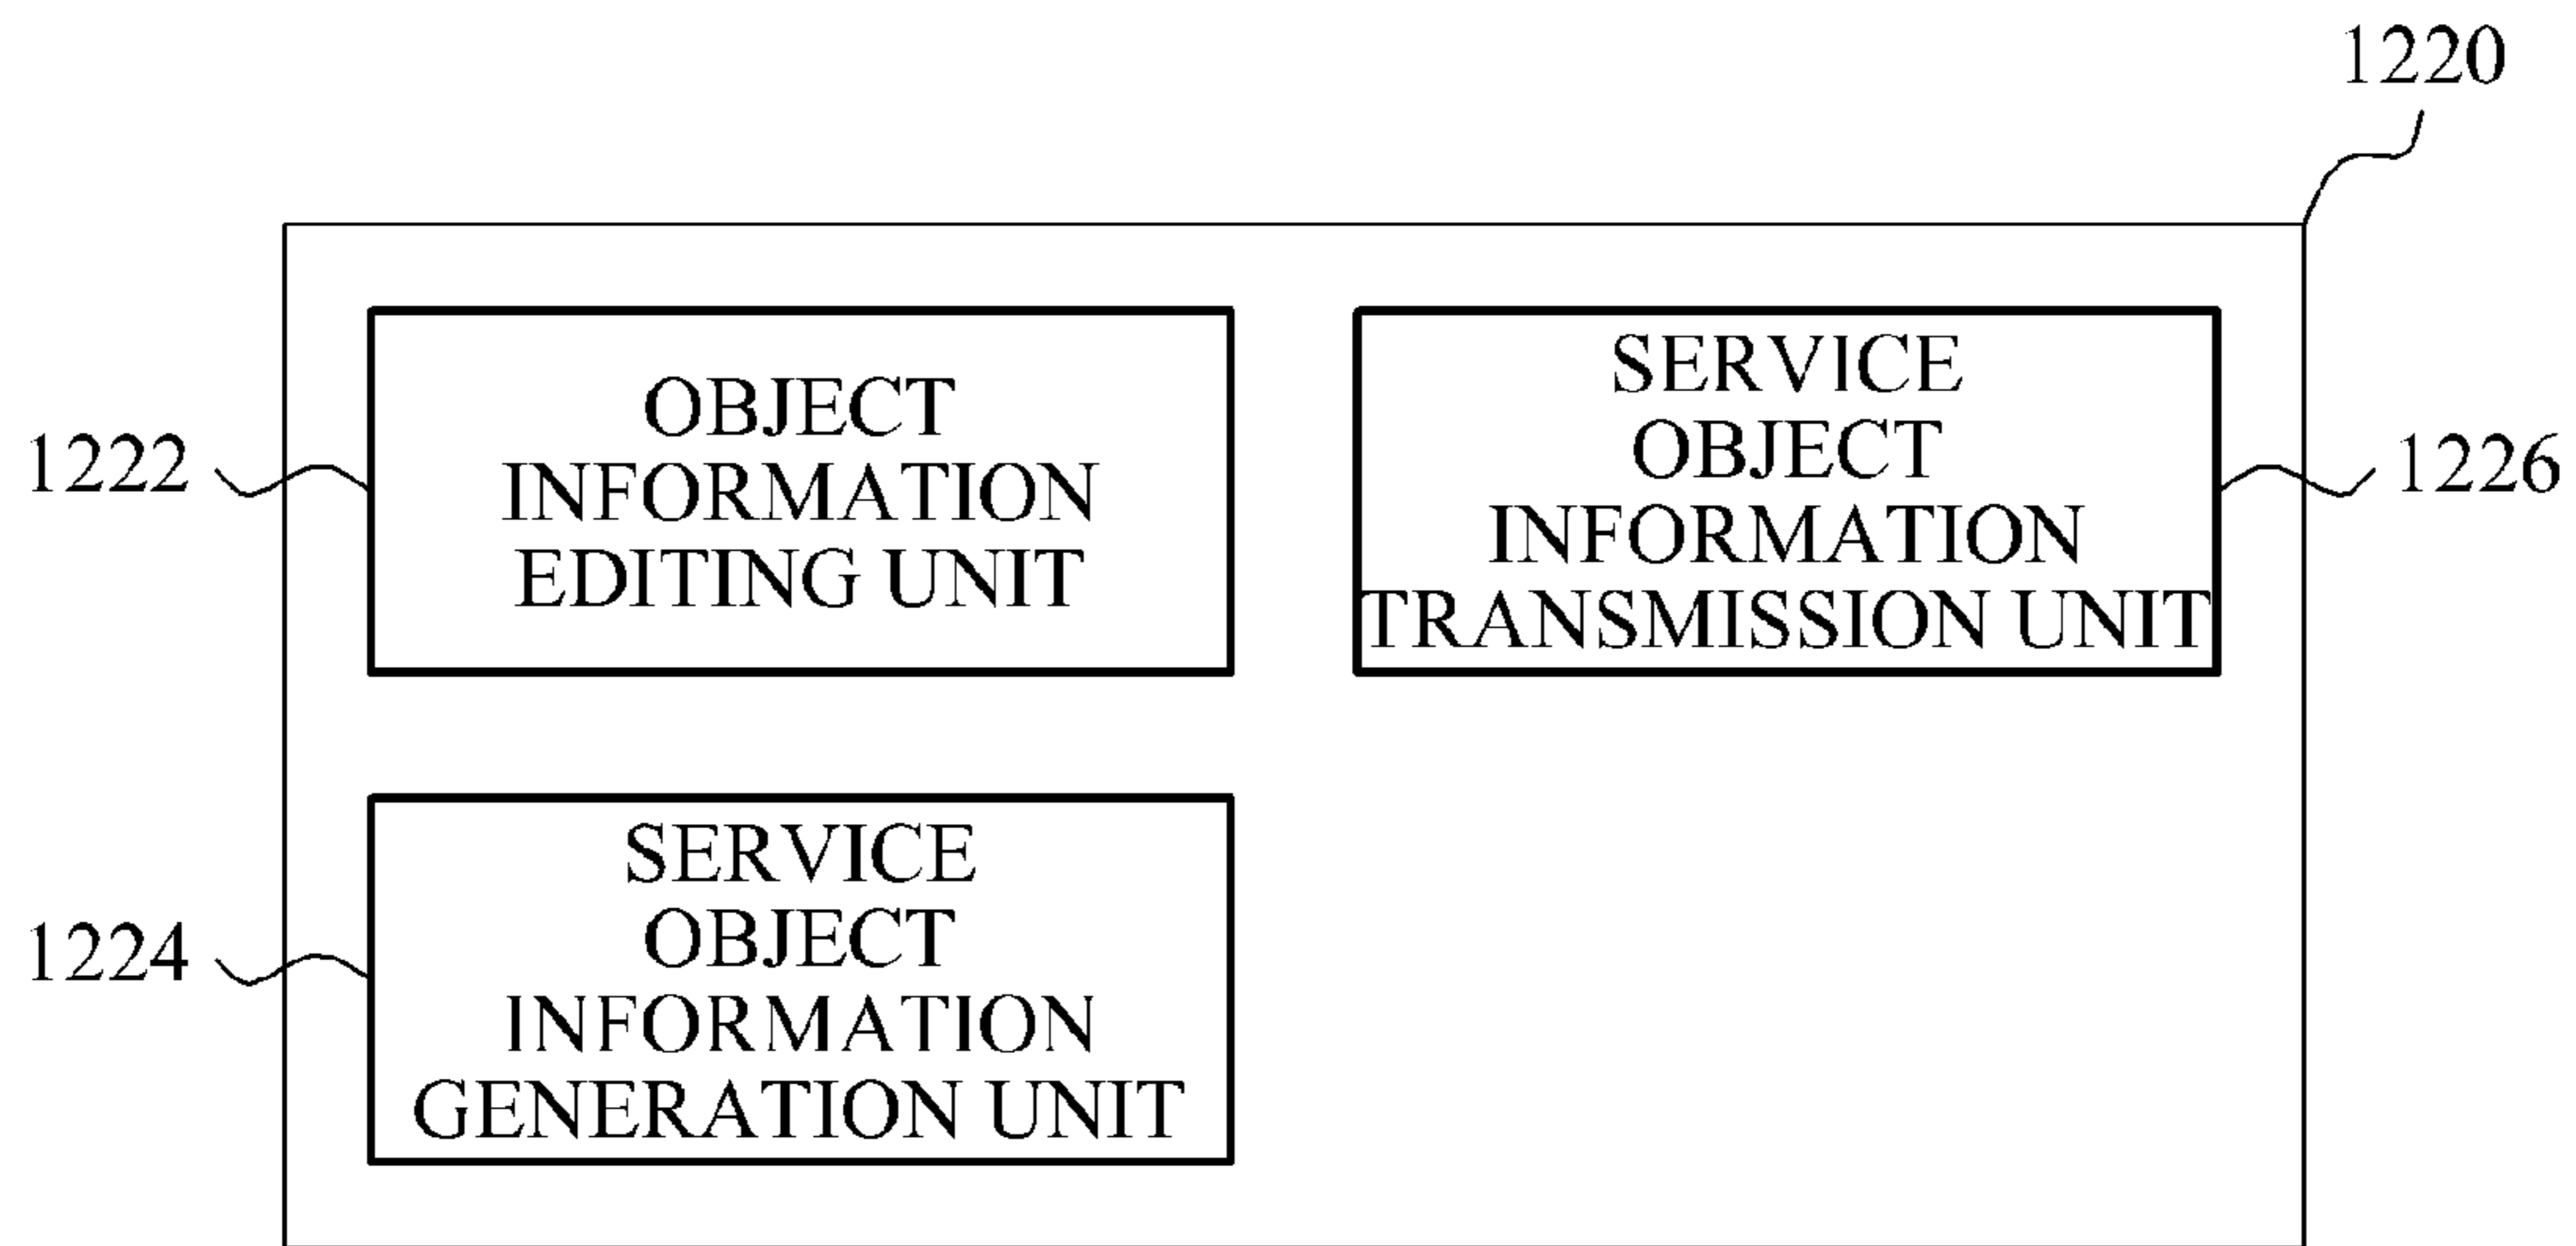 1220
1222
OBJECT
INFORMATION
EDITING UNIT
SERVICE
OBJECT
INFORMATION
TRANSMISSION UNIT
1226
1224
SERVICE
OBJECT
INFORMATION
GENERATION UNIT